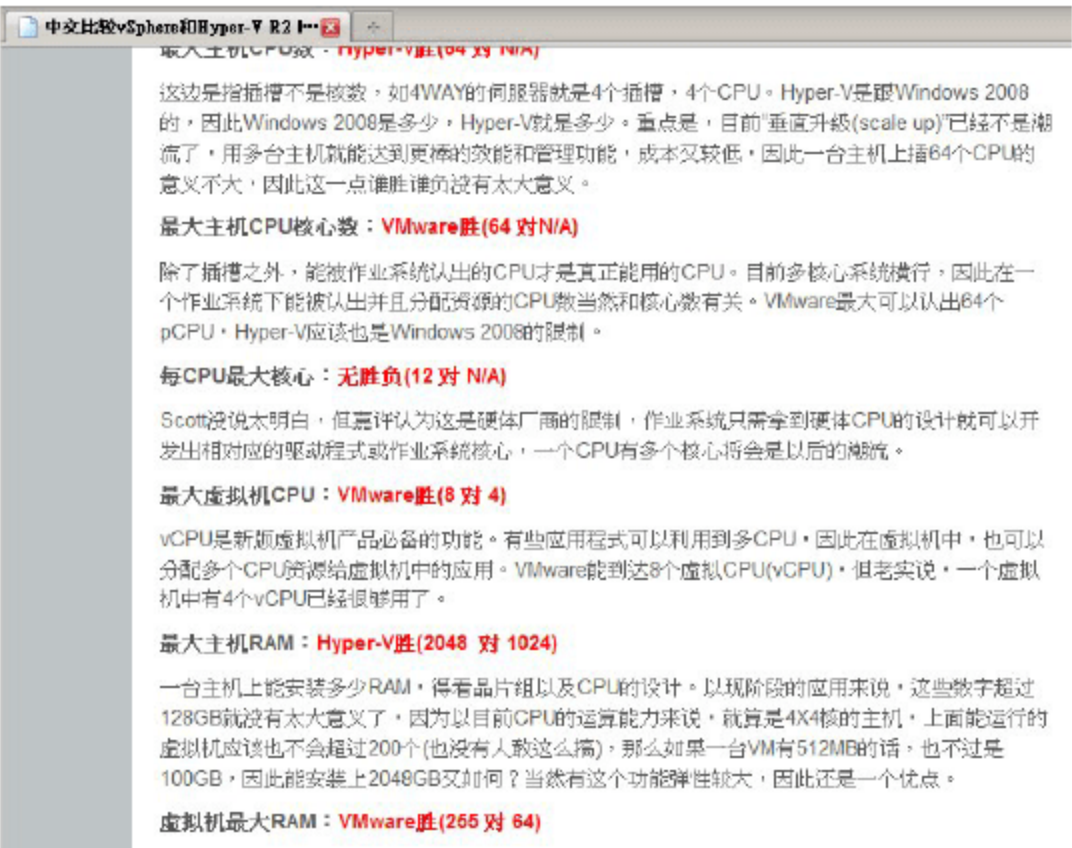 中文比较vSphere和Hyper-V R2 I...
最大主机CPU数：Hyper-V胜(64 对 N/A)
这边是指插槽不是核数，如4WAY的伺服器就是4个插槽，4个CPU。Hyper-V是跟Windows 2008
的，因此Windows 2008是多少，Hyper-V就是多少。重点是，目前"垂直升级(scale up)"已经不是潮
流了，用多台主机就能达到更棒的效能和管理功能，成本又较低，因此一台主机上插64个CPU的
意义不大，因此这一点谁胜谁负没有太大意义。
最大主机CPU核心数：VMware胜(64 对N/A)
除了插槽之外，能被作业系统认出的CPU才是真正能用的CPU。目前多核心系统横行，因此在一
个作业系统下能被认出并且分配资源的CPU数当然和核心数有关。VMware最大可以认出64个
pCPU，Hyper-V应该也是Windows 2008的限制。
每CPU最大核心：无胜负(12 对 N/A)
Scott没说太明白，但嘉许认为这是硬体厂商的限制，作业系统只需拿到硬体CPU的设计就可以开
发出相对应的驱动程式或作业系统核心，一个CPU有多个核心将会是以后的潮流。
最大虚拟机CPU：VMware胜(8 对 4)
vCPU是新版虚拟机产品必备的功能。有些应用程式可以利用到多CPU，因此在虚拟机中，也可以
分配多个CPU资源给虚拟机中的应用。VMware能到达8个虚拟CPU(vCPU)，但老实说，一个虚拟
机中有4个vCPU已经很够用了。
最大主机RAM：Hyper-V胜(2048 对 1024)
一台主机上能安装多少RAM，得看晶片组以及CPU的设计。以现阶段的应用来说，这些数字超过
128GB就没有太大意义了，因为以目前CPU的运算能力来说，就算是4X4核的主机，上面能运行的
虚拟机应该也不会超过200个(也没有人敢这么搞)，那么如果一台VM有512MB的话，也不过是
100GB，因此能安装上2048GB又如何？当然有这个功能弹性较大，因此还是一个优点。
虚拟机最大RAM：VMware胜(255 对 64)